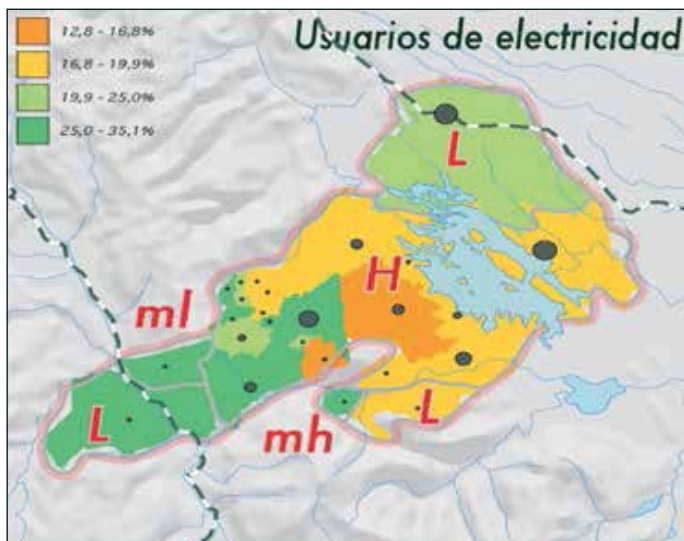 Usuarios de electricidad
12,8 - 16,8%
16,8 - 19,9%
19,9 - 25,0%
25,0 - 35,1%
L
H
ml
L
L
mh